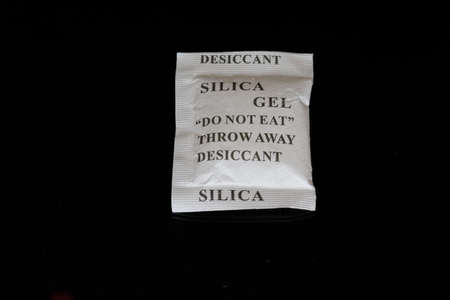 DESICCANT
SILICA
GEL
“DO NOT EAT”
THROW AWAY
DESICCANT
SILICA